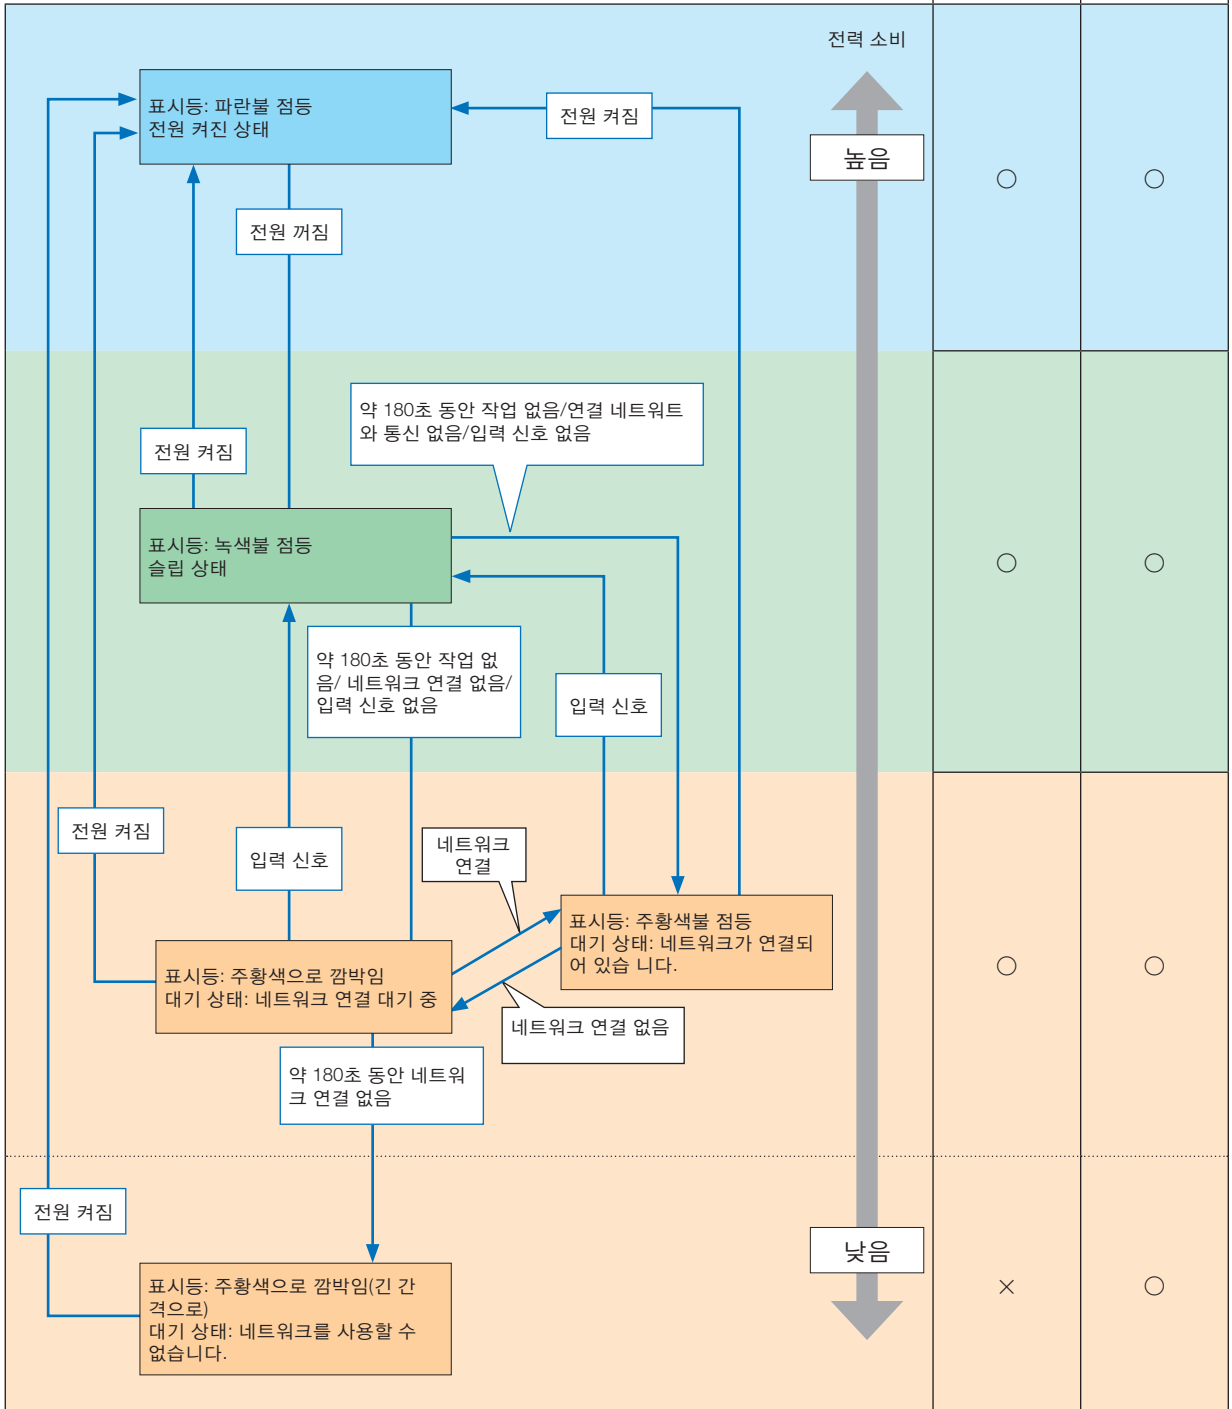 전력 소비
표시등: 파란불 점등
전원 켜진 상태
전원 켜짐
높음
○ ○
전원 꺼짐
약 180초 동안 작업 없음/연결 네트워트
와 통신 없음/입력 신호 없음
전원 켜짐
표시등: 녹색불 점등
슬립 상태
○ ○
약 180초 동안 작업 없
음/ 네트워크 연결 없음/
입력 신호 없음
입력 신호
전원 켜짐
입력 신호
네트워크
연결
표시등: 주황색불 점등
대기 상태: 네트워크가 연결되
어 있습 니다.
표시등: 주황색으로 깜박임
대기 상태: 네트워크 연결 대기 중
○ ○
네트워크 연결 없음
약 180초 동안 네트워
크 연결 없음
전원 켜짐
낮음
표시등: 주황색으로 깜박임(긴 간
격으로)
대기 상태: 네트워크를 사용할 수
없습니다.
× ○